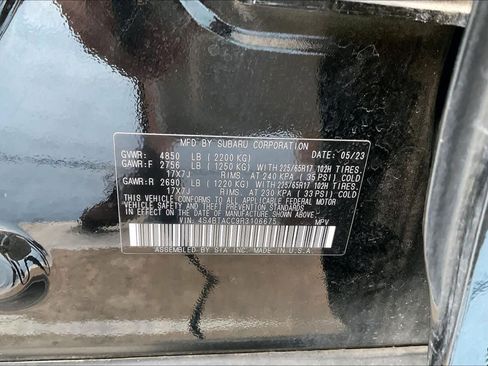 MFD. BY SUBARU CORPORATION
GVWR: 4850 LB (2200 KG) DATE: 05/23
GAWR:F 2756 LB (1250 KG) WITH 225/65R17 102H TIRES,
17X7J RIMS, AT 240 KPA (35 PSI) COLD
GAWR:R 2690 LB (1220 KG) WITH 225/65R17 102H TIRES,
17X7J RIMS, AT 230 KPA (33 PSI) COLD
THIS VEHICLE CONFORMS TO ALL APPLICABLE FEDERAL MOTOR
VEHICLE SAFETY AND THEFT PREVENTION STANDARDS
IN EFFECT ON THE DATE OF MANUFACTURE SHOWN ABOVE.
VIN: 4S4BTACC9R3106675 MPV
ASSEMBLED BY SIA, INC. MADE IN U.S.A.